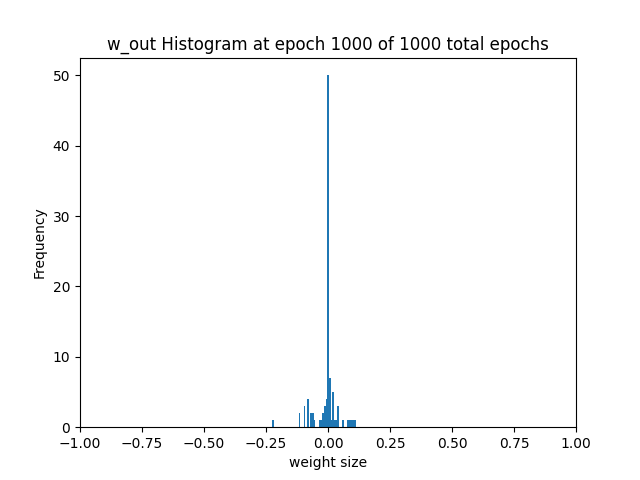 w_out Histogram at epoch 1000 of 1000 total epochs
50
40
30
20
10
0
Frequency
−1.00 −0.75 −0.50 −0.25 0.00 0.25 0.50 0.75 1.00
weight size